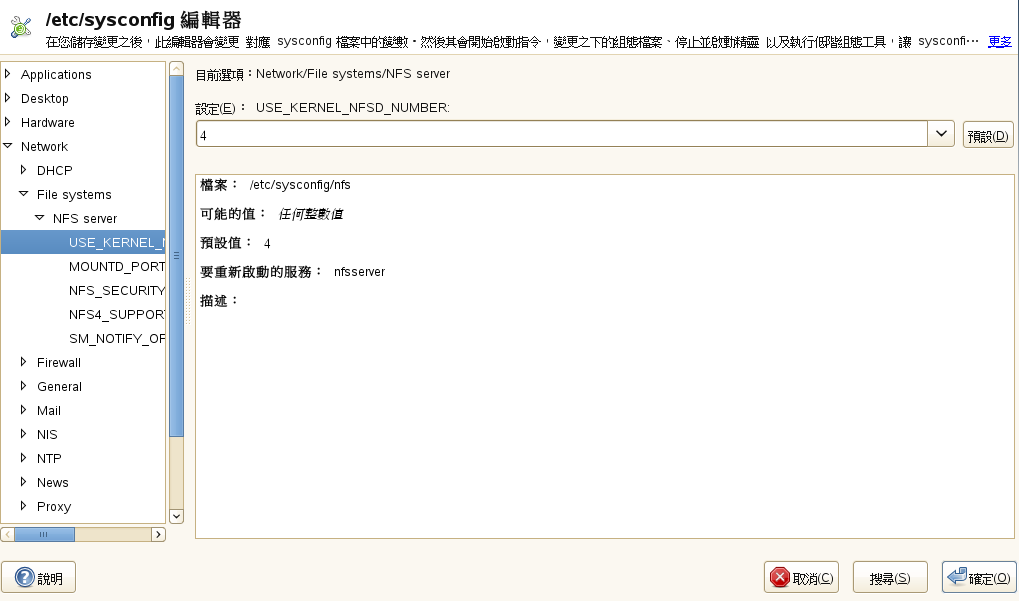 /etc/sysconfig 編輯器
在您儲存變更之後，此編輯器會變更 對應 sysconfig 檔案中的變數。然後其會開始啟動指令，變更之下的組態檔案、停止並啟動精靈 以及執行低階組態工具，讓 sysconfi⋯ 更多
Applications
Desktop
Hardware
Network
DHCP
File systems
NFS server
USE_KERNEL_N
MOUNTD_PORT
NFS_SECURITY
NFS4_SUPPOR
SM_NOTIFY_OP
Firewall
General
Mail
NIS
NTP
News
Proxy
目前選項：Network/File systems/NFS server
設定(E)： USE_KERNEL_NFSD_NUMBER:
4
預設(D)
檔案： /etc/sysconfig/nfs
可能的值： 任何整數值
預設值： 4
要重新啟動的服務： nfsserver
描述：
說明
取消(C)
搜尋(S)
確定(O)